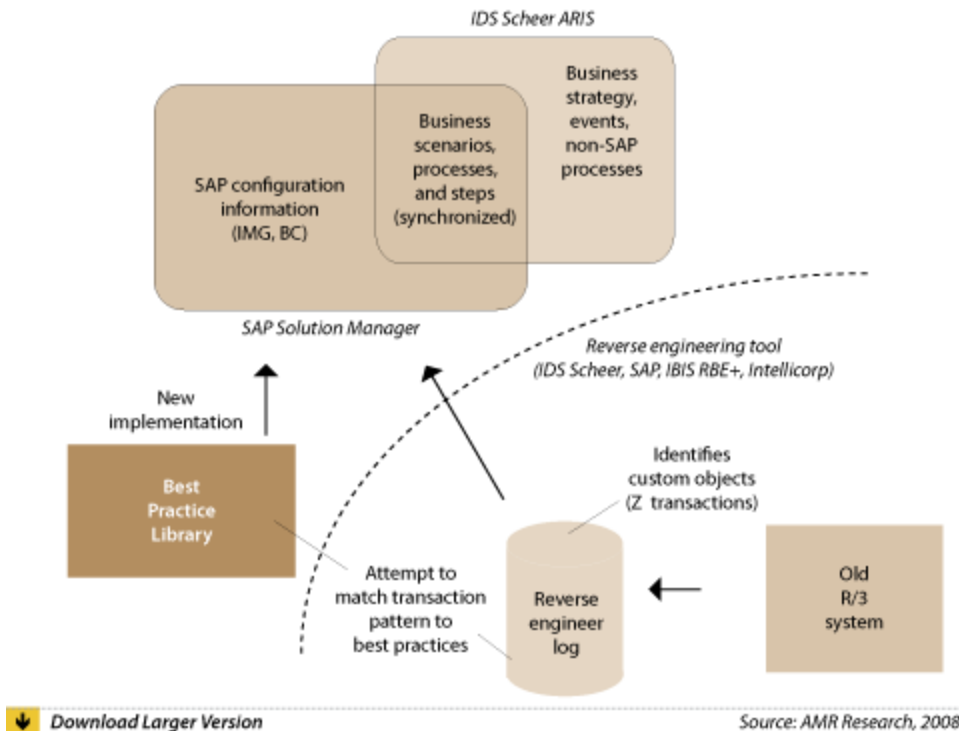 IDS Scheer ARIS
Business
strategy,
events,
non-SAP
processes
Business
scenarios,
processes,
and steps
(synchronized)
SAP configuration
information
(IMG, BC)
SAP Solution Manager
Reverse engineering tool
(IDS Scheer, SAP, IBIS RBE+, Intellicorp)
New
implementation
Best
Practice
Library
Identifies
custom objects
(Z transactions)
Attempt to
match transaction
pattern to
best practices
Reverse
engineer
log
Old
R/3
system
Download Larger Version
Source: AMR Research, 2008